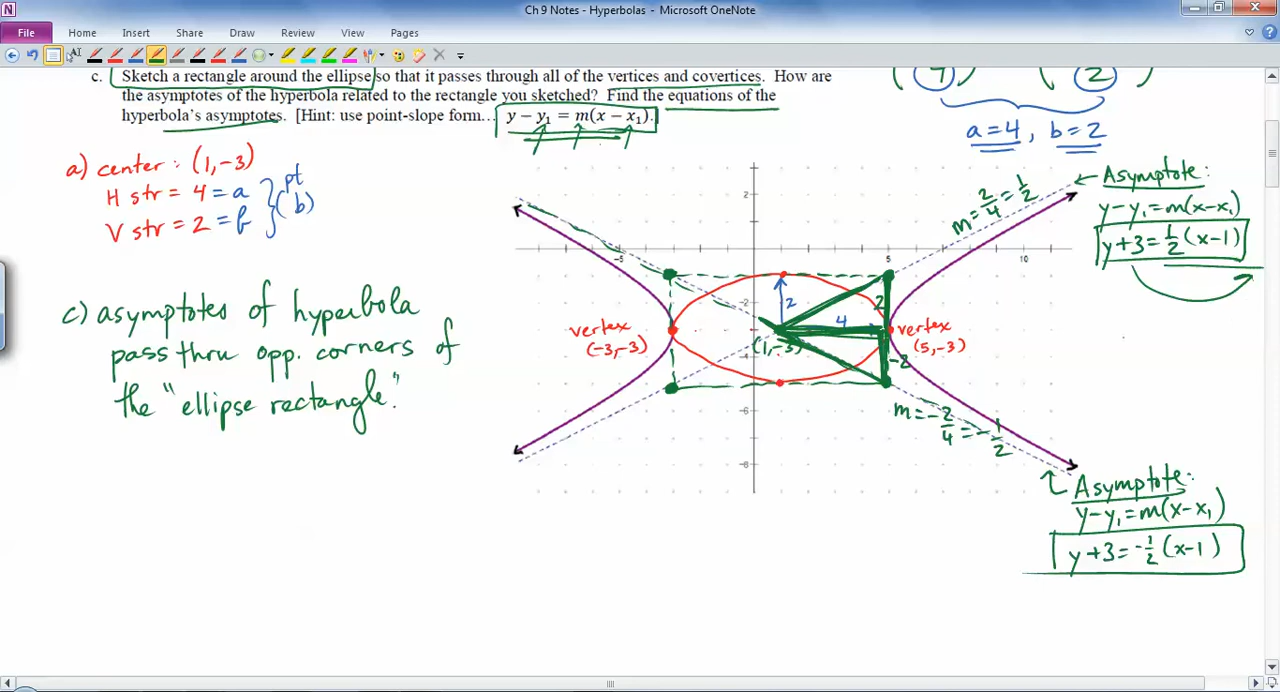 Ch 9 Notes - Hyperbolas - Microsoft OneNote
File Home Insert Share Draw Review View Pages
c. Sketch a rectangle around the ellipse so that it passes through all of the vertices and covertices. How are
the asymptotes of the hyperbola related to the rectangle you sketched? Find the equations of the
hyperbola's asymptotes. [Hint: use point-slope form... y − y₁ = m(x − x₁).
( 4 ) ( 2 )
a=4, b=2
a) center: (1,-3)
H str = 4 = a
V str = 2 = b
(pt b)
c) asymptotes of hyperbola
pass thru opp. corners of
the "ellipse rectangle."
Asymptote:
y-y₁=m(x-x₁)
y+3=½(x-1)
m=2/4=1/2
2
-5 5 10
-2
-4
-6
-8
2
4
2
-2
vertex
(-3,-3)
(1,-3)
vertex
(5,-3)
m=-2/4=-1/2
Asymptote:
y-y₁=m(x-x₁)
y+3=-½(x-1)